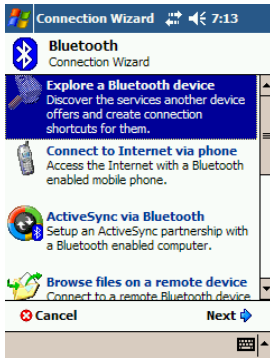 Connection Wizard 7:13
Bluetooth
Connection Wizard
Explore a Bluetooth device
Discover the services another device
offers and create connection
shortcuts for them.
Connect to Internet via phone
Access the Internet with a Bluetooth
enabled mobile phone.
ActiveSync via Bluetooth
Setup an ActiveSync partnership with
a Bluetooth enabled computer.
Browse files on a remote device
Connect to a remote Bluetooth device
Cancel Next